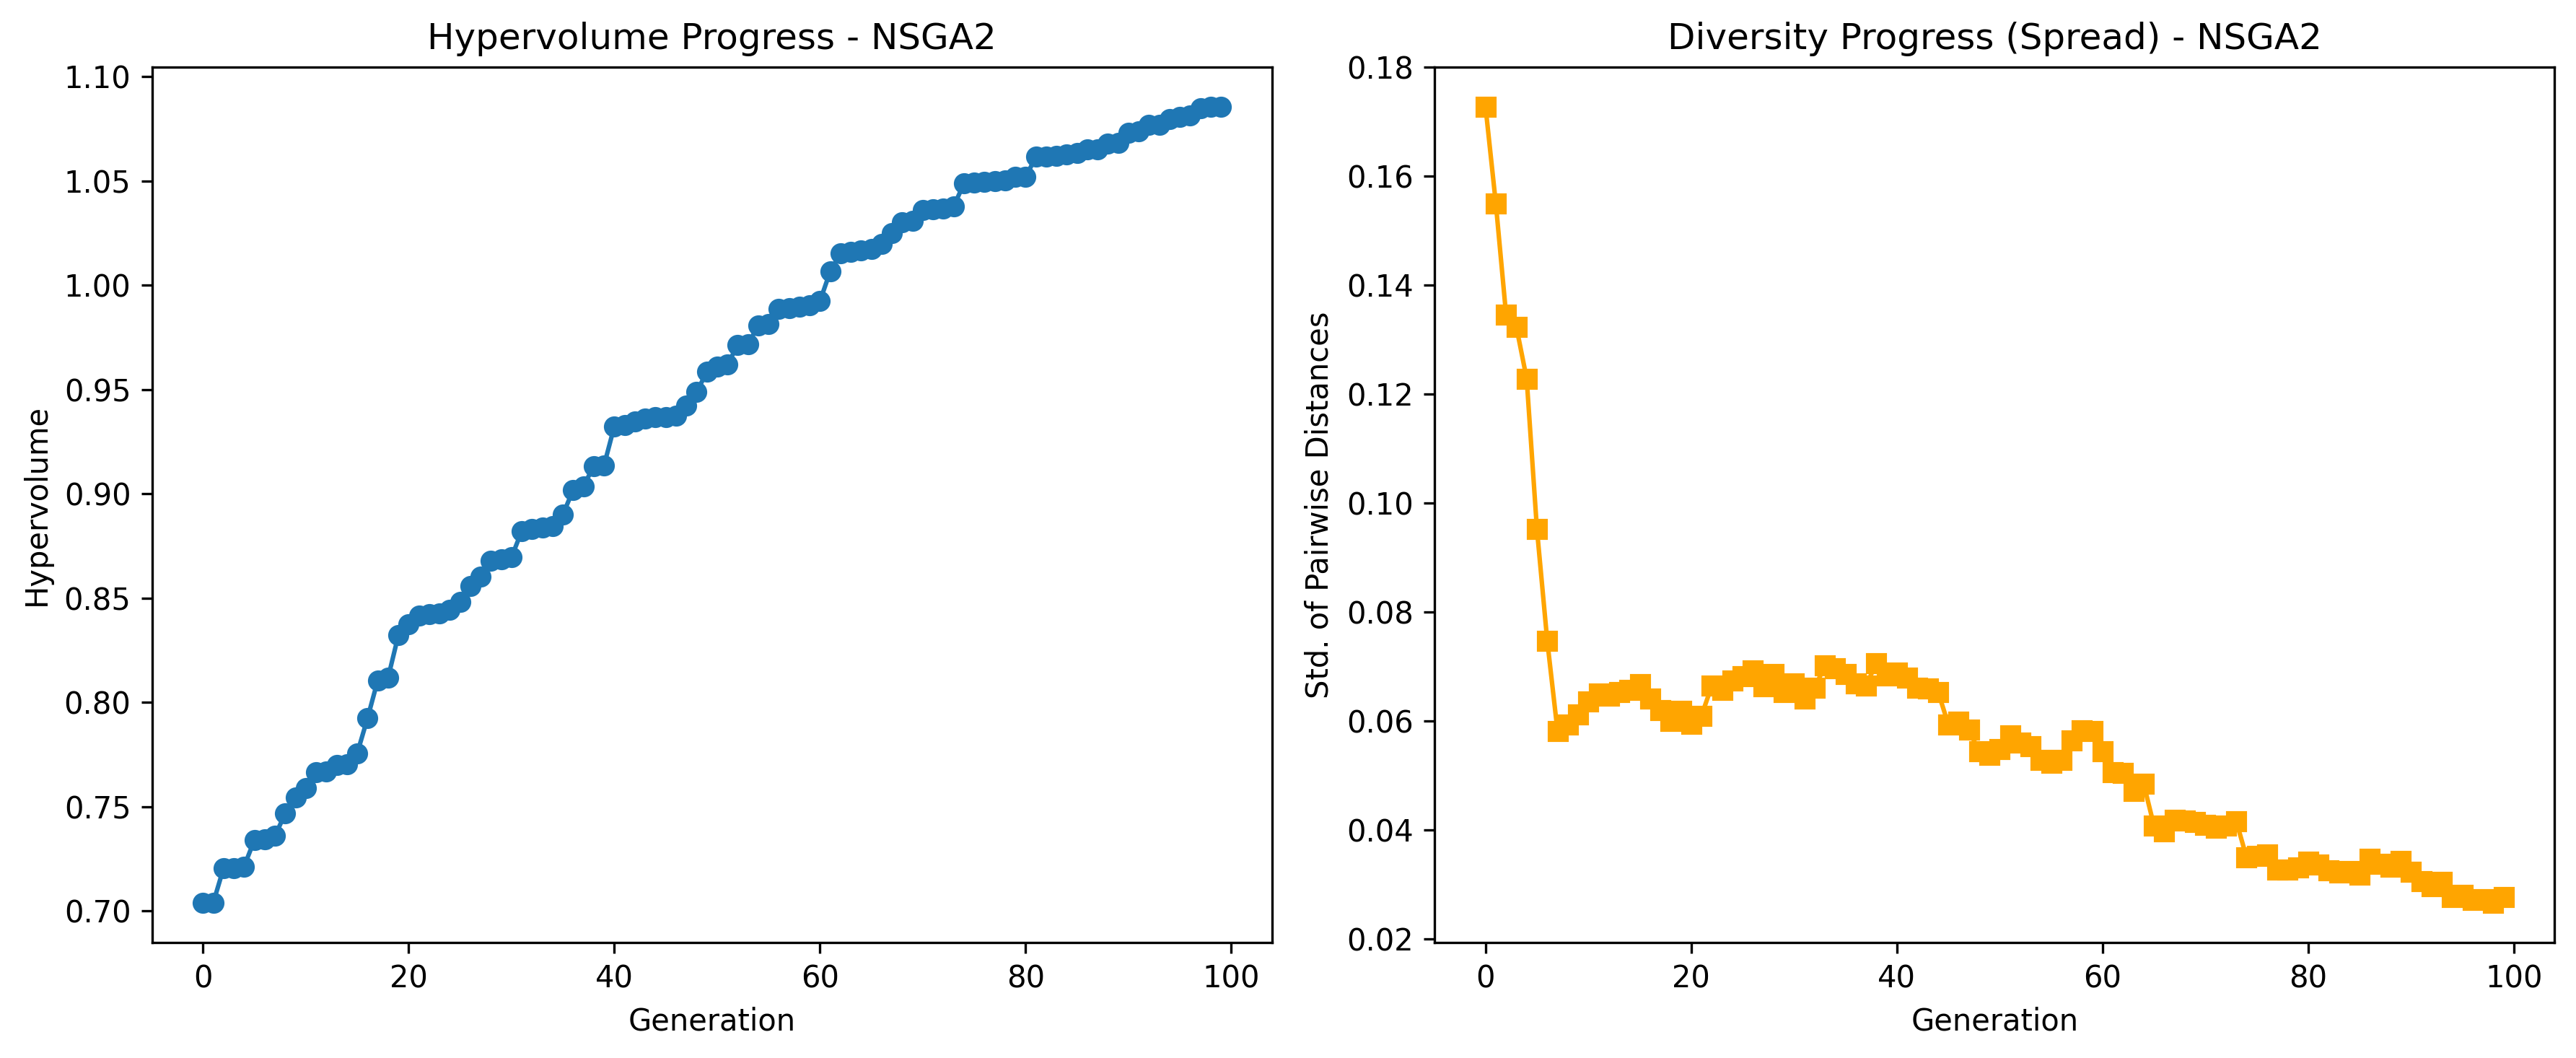 Hypervolume Progress - NSGA2
1.10
1.05
1.00
0.95
0.90
0.85
0.80
0.75
0.70
Hypervolume
0 20 40 60 80 100
Generation
Diversity Progress (Spread) - NSGA2
0.18
0.16
0.14
0.12
0.10
0.08
0.06
0.04
0.02
Std. of Pairwise Distances
0 20 40 60 80 100
Generation